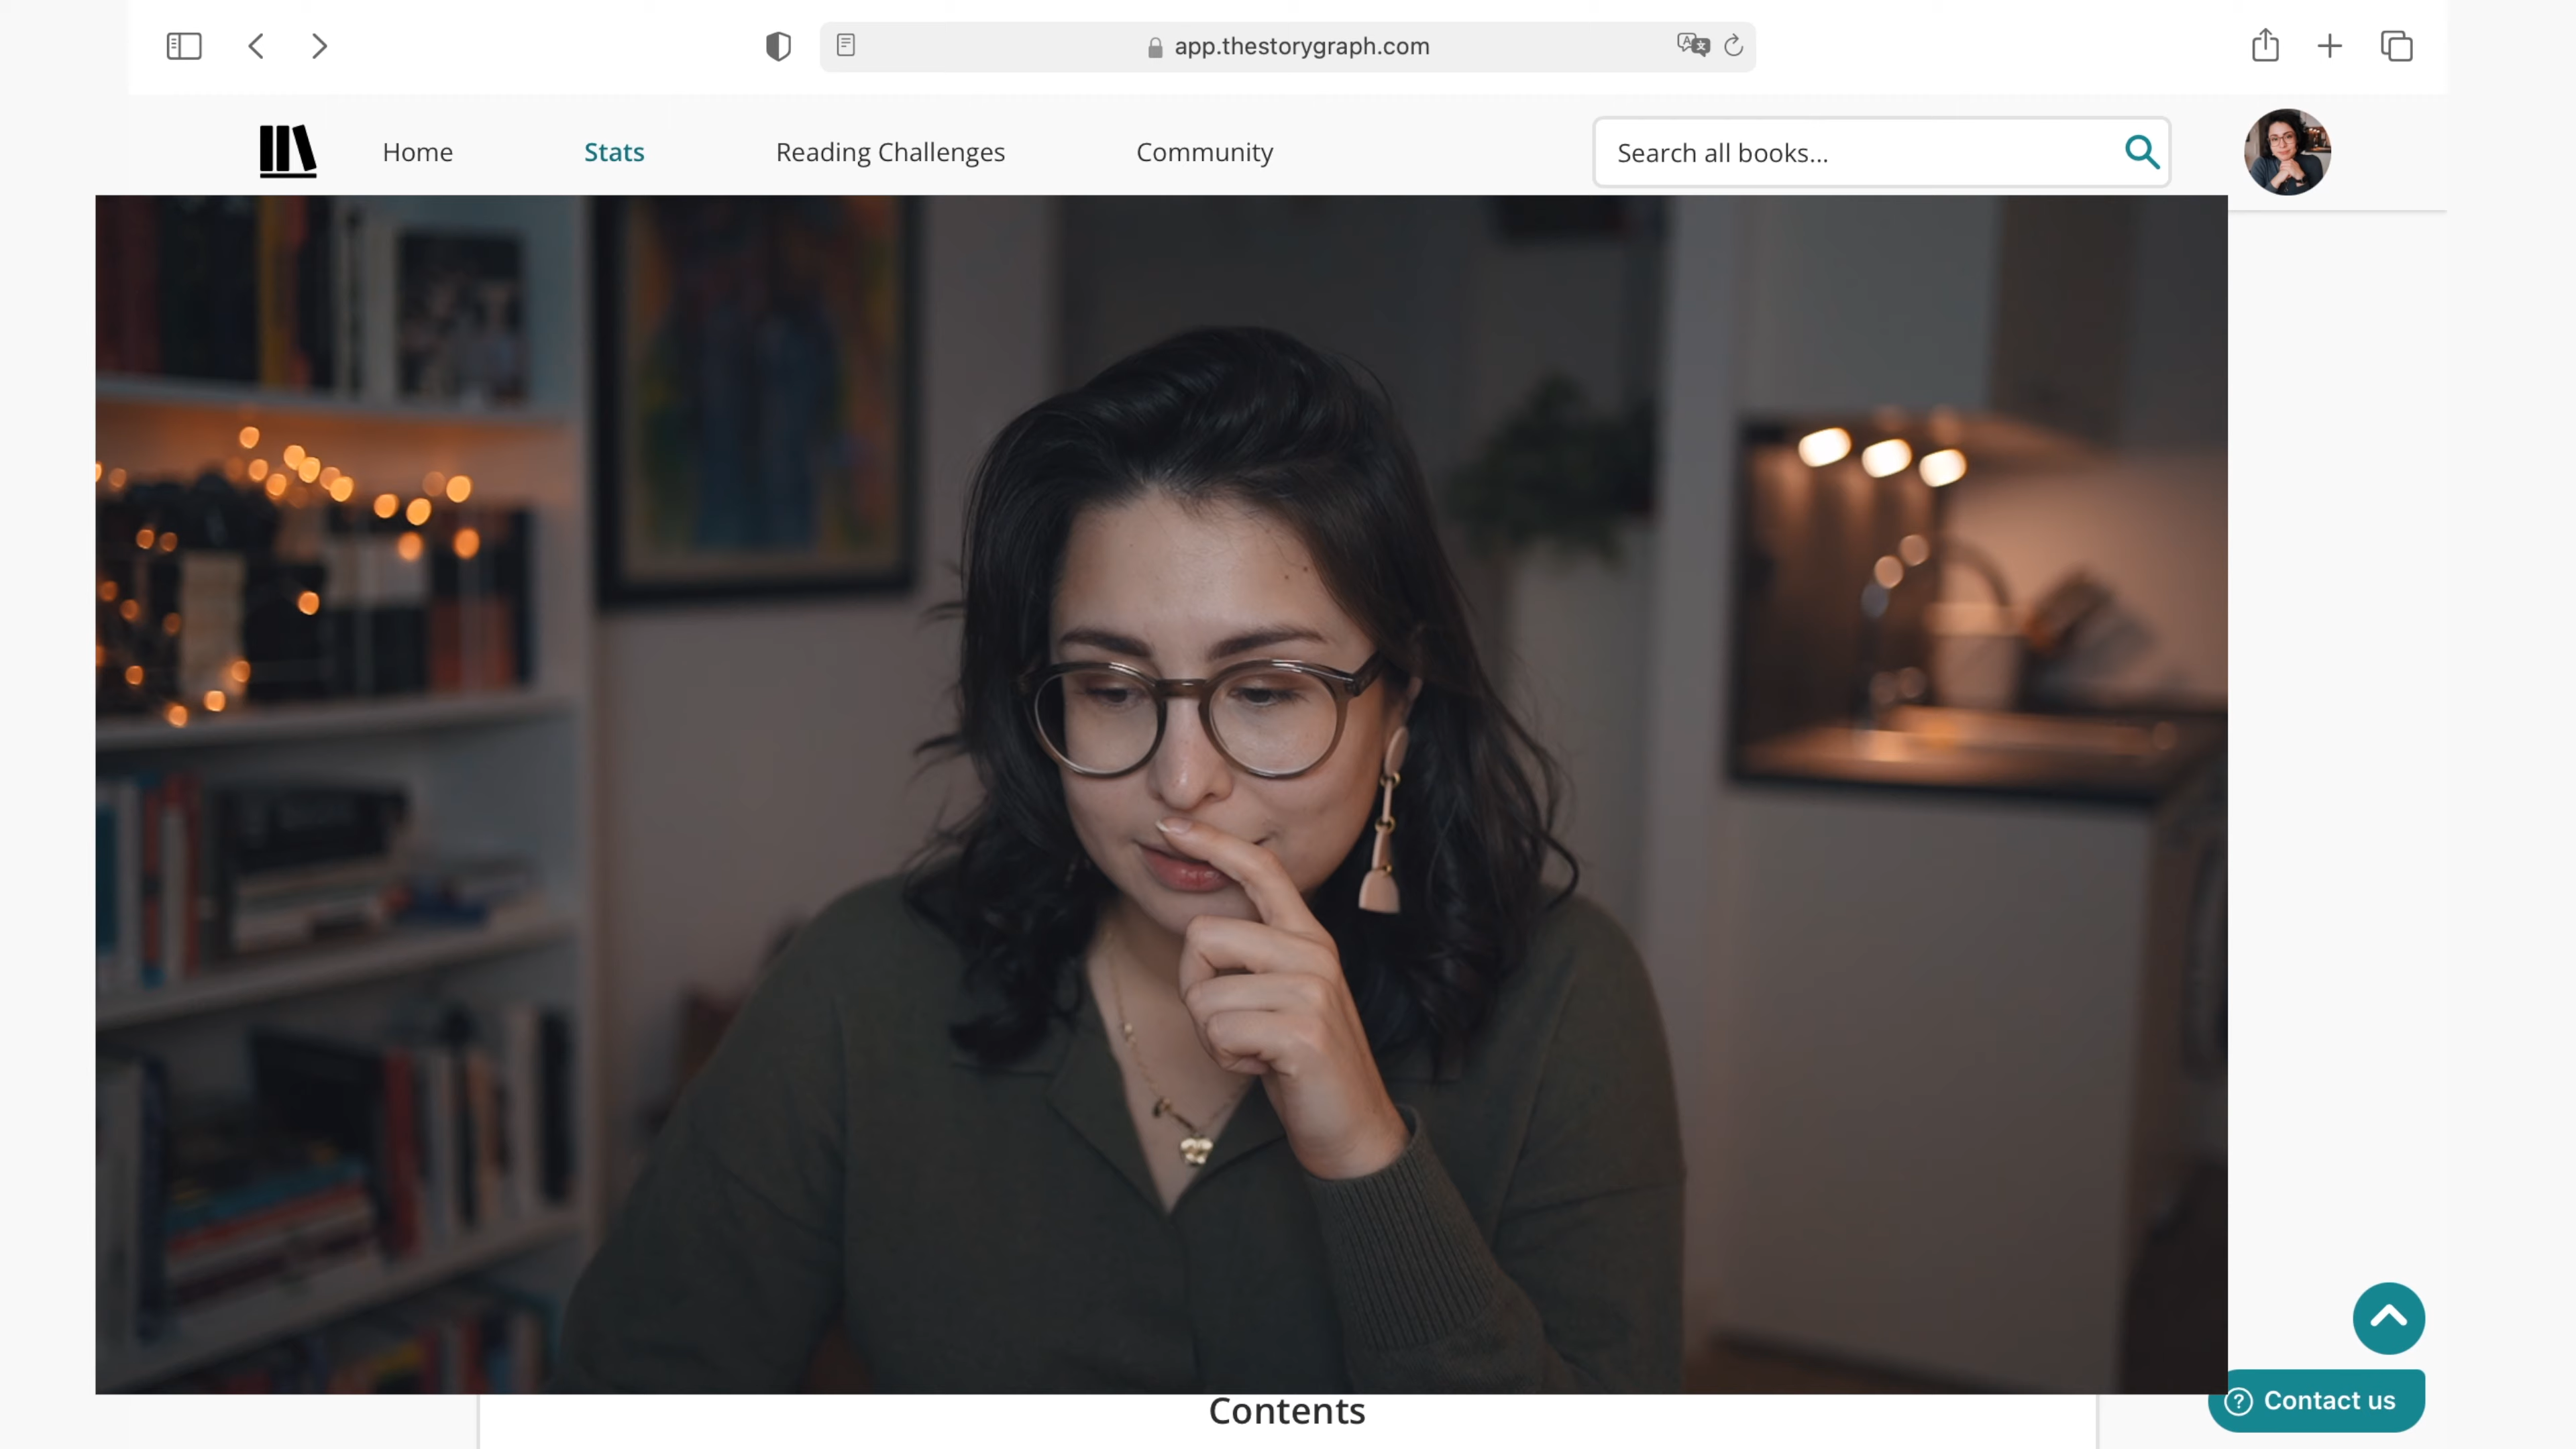 app.thestorygraph.com
Home
Stats
Reading Challenges
Community
Search all books...
Contents
Contact us